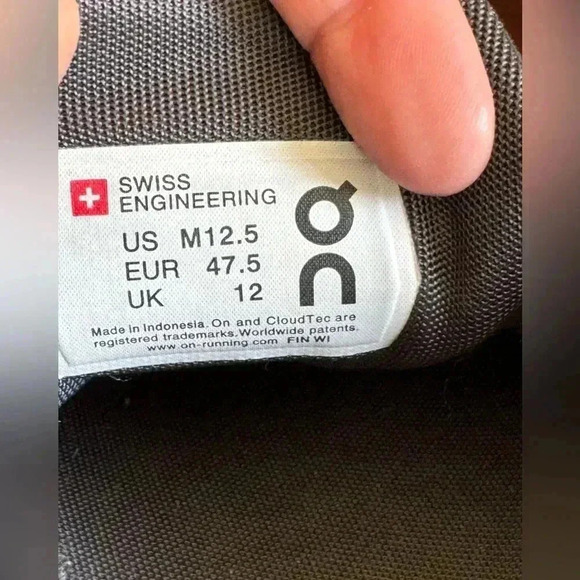 SWISS
ENGINEERING
US M12.5
EUR 47.5
UK 12
Made in Indonesia. On and CloudTec are
registered trademarks. Worldwide patents.
www.on-running.com FIN WI
On